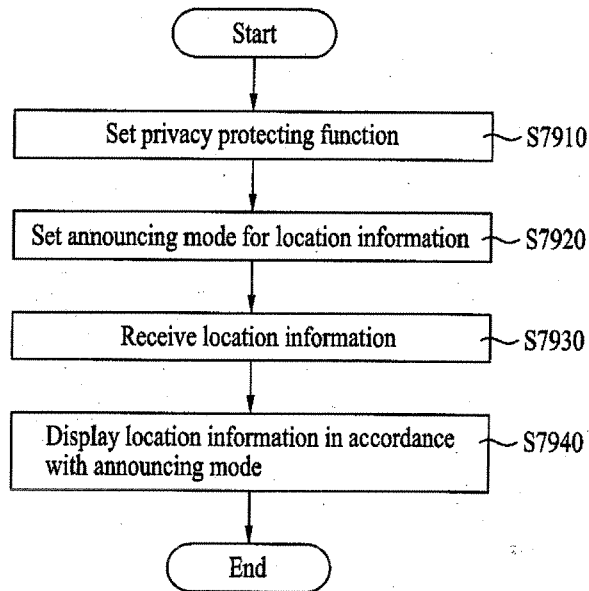 Start
Set privacy protecting function
S7910
Set announcing mode for location information
S7920
Receive location information
S7930
Display location information in accordance
with announcing mode
S7940
End